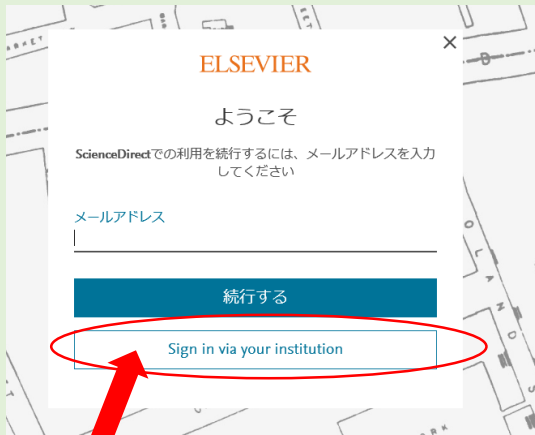 ELSEVIER
ようこそ
ScienceDirectでの利用を続行するには、メールアドレスを入力
してください
メールアドレス
続行する
Sign in via your institution